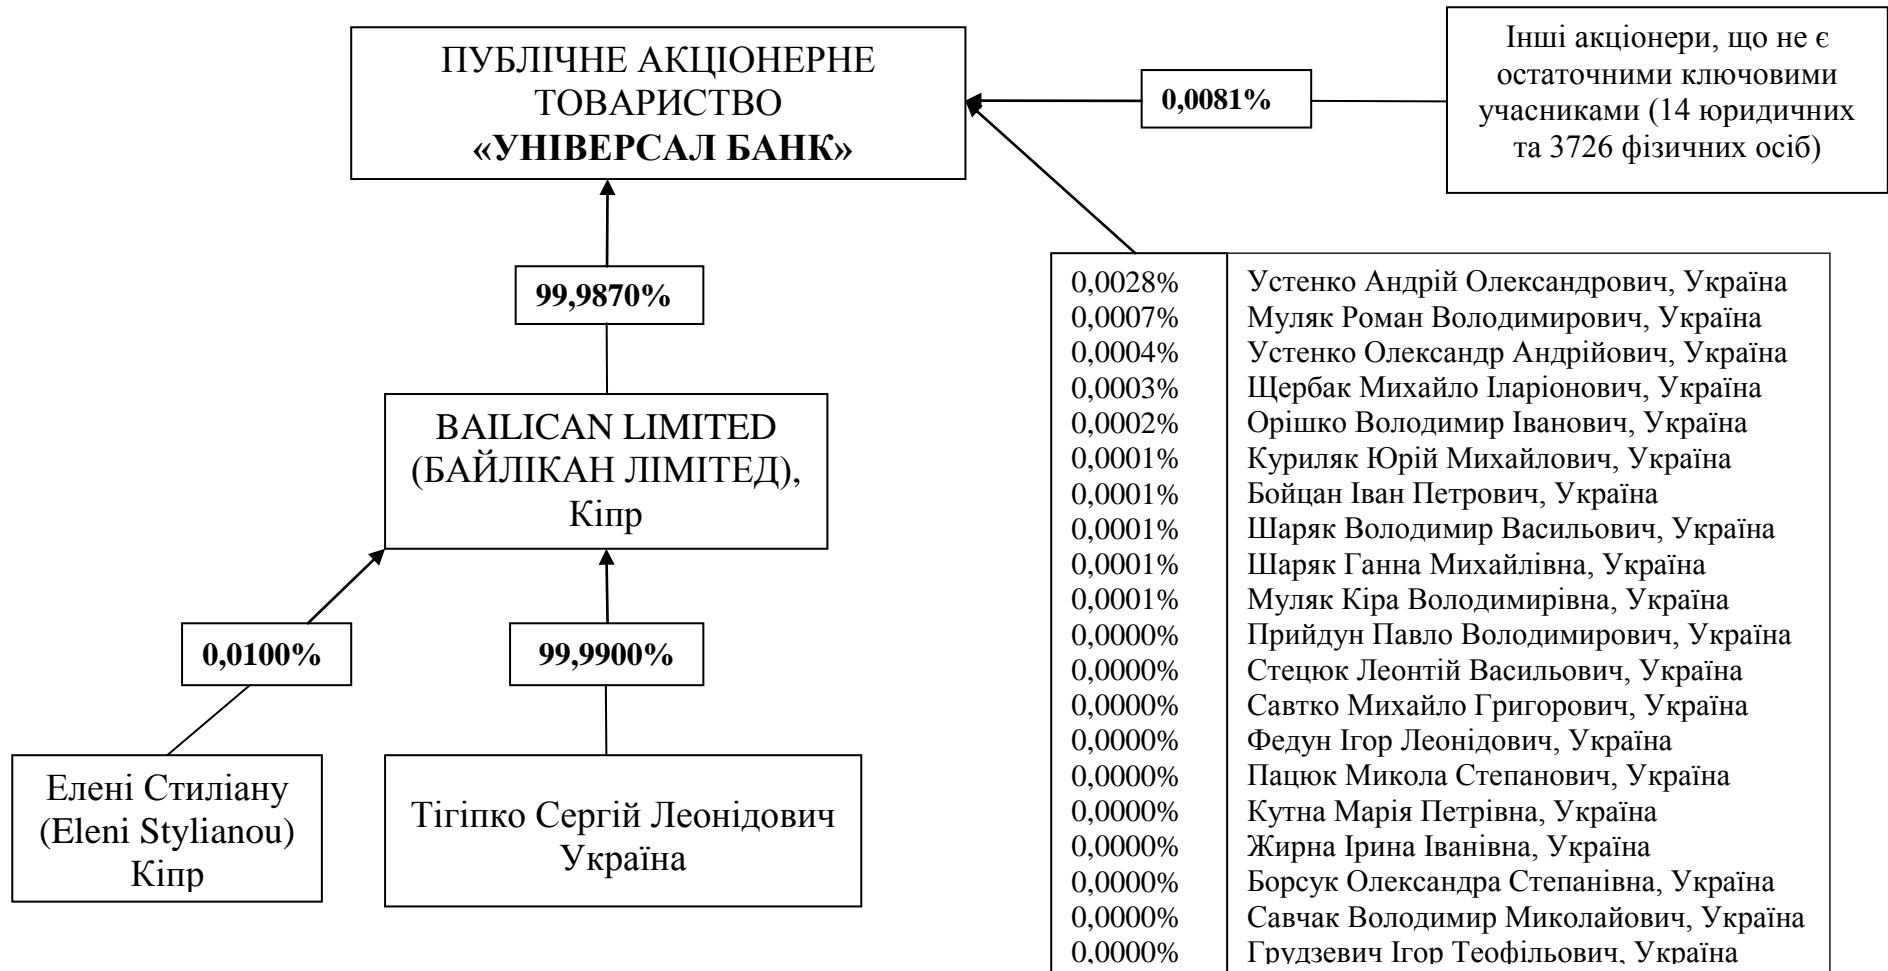 ПУБЛІЧНЕ АКЦІОНЕРНЕ
ТОВАРИСТВО
«УНІВЕРСАЛ БАНК»
0,0081%
Інші акціонери, що не є
остаточними ключовими
учасниками (14 юридичних
та 3726 фізичних осіб)
99,9870%
BAILICAN LIMITED
(БАЙЛІКАН ЛІМІТЕД),
Кіпр
0,0100%
99,9900%
Елені Стиліану
(Eleni Stylianou)
Кіпр
Тігіпко Сергій Леонідович
Україна
0,0028% Устенко Андрій Олександрович, Україна
0,0007% Муляк Роман Володимирович, Україна
0,0004% Устенко Олександр Андрійович, Україна
0,0003% Щербак Михайло Іларіонович, Україна
0,0002% Орішко Володимир Іванович, Україна
0,0001% Куриляк Юрій Михайлович, Україна
0,0001% Бойцан Іван Петрович, Україна
0,0001% Шаряк Володимир Васильович, Україна
0,0001% Шаряк Ганна Михайлівна, Україна
0,0001% Муляк Кіра Володимирівна, Україна
0,0000% Прийдун Павло Володимирович, Україна
0,0000% Стецюк Леонтій Васильович, Україна
0,0000% Савтко Михайло Григорович, Україна
0,0000% Федун Ігор Леонідович, Україна
0,0000% Пацюк Микола Степанович, Україна
0,0000% Кутна Марія Петрівна, Україна
0,0000% Жирна Ірина Іванівна, Україна
0,0000% Борсук Олександра Степанівна, Україна
0,0000% Савчак Володимир Миколайович, Україна
0,0000% Грудзевич Ігор Теофільович, Україна